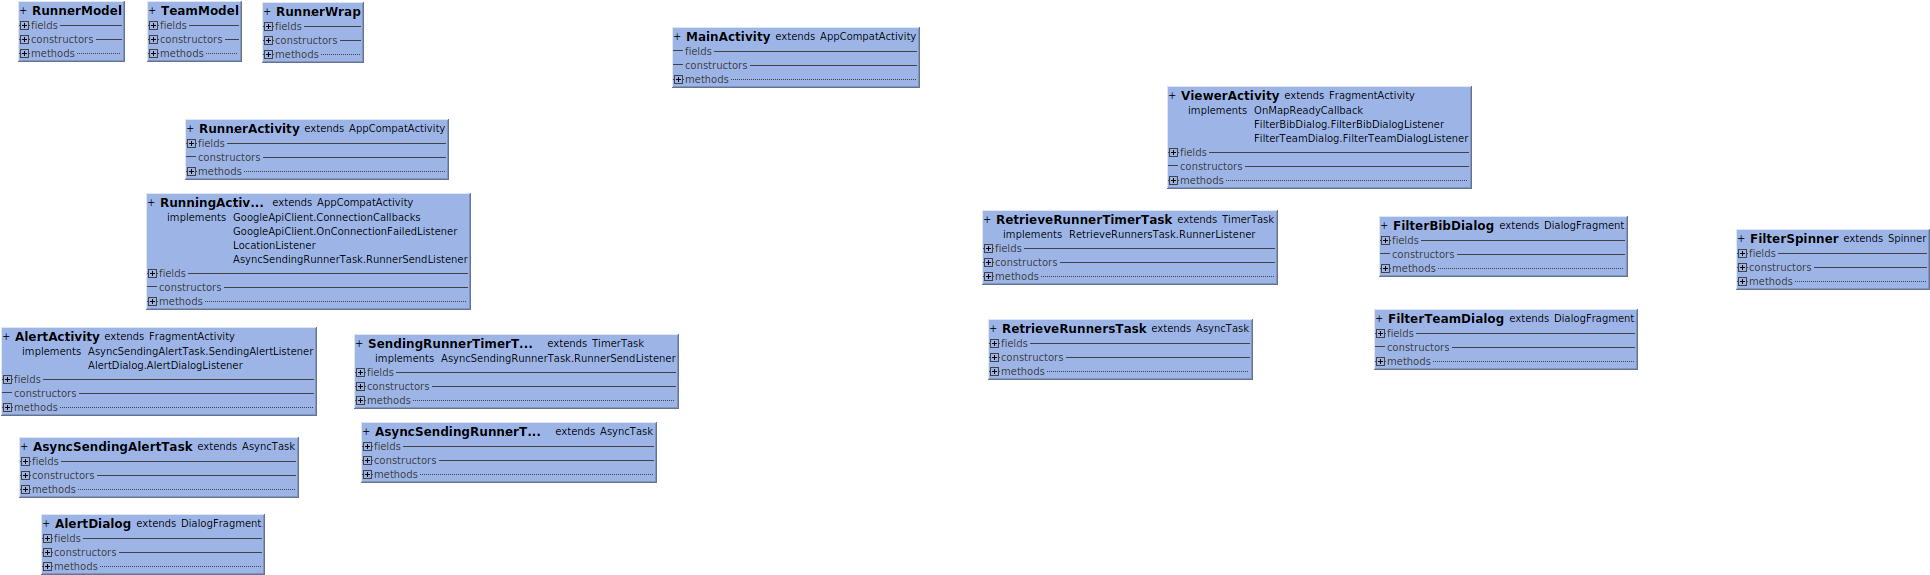 + RunnerModel
fields
constructors
methods
+ TeamModel
fields
constructors
methods
+ RunnerWrap
fields
constructors
methods
+ MainActivity extends AppCompatActivity
fields
constructors
methods
+ ViewerActivity extends FragmentActivity
implements OnMapReadyCallback
FilterBibDialog.FilterBibDialogListener
FilterTeamDialog.FilterTeamDialogListener
fields
constructors
methods
+ RunnerActivity extends AppCompatActivity
fields
constructors
methods
+ RunningActiv... extends AppCompatActivity
implements GoogleApiClient.ConnectionCallbacks
GoogleApiClient.OnConnectionFailedListener
LocationListener
AsyncSendingRunnerTask.RunnerSendListener
fields
constructors
methods
+ RetrieveRunnerTimerTask extends TimerTask
implements RetrieveRunnersTask.RunnerListener
fields
constructors
methods
+ FilterBibDialog extends DialogFragment
fields
constructors
methods
+ FilterSpinner extends Spinner
fields
constructors
methods
+ AlertActivity extends FragmentActivity
implements AsyncSendingAlertTask.SendingAlertListener
AlertDialog.AlertDialogListener
fields
constructors
methods
+ SendingRunnerTimerT... extends TimerTask
implements AsyncSendingRunnerTask.RunnerSendListener
fields
constructors
methods
+ RetrieveRunnersTask extends AsyncTask
fields
constructors
methods
+ FilterTeamDialog extends DialogFragment
fields
constructors
methods
+ AsyncSendingAlertTask extends AsyncTask
fields
constructors
methods
+ AsyncSendingRunnerT... extends AsyncTask
fields
constructors
methods
+ AlertDialog extends DialogFragment
fields
constructors
methods